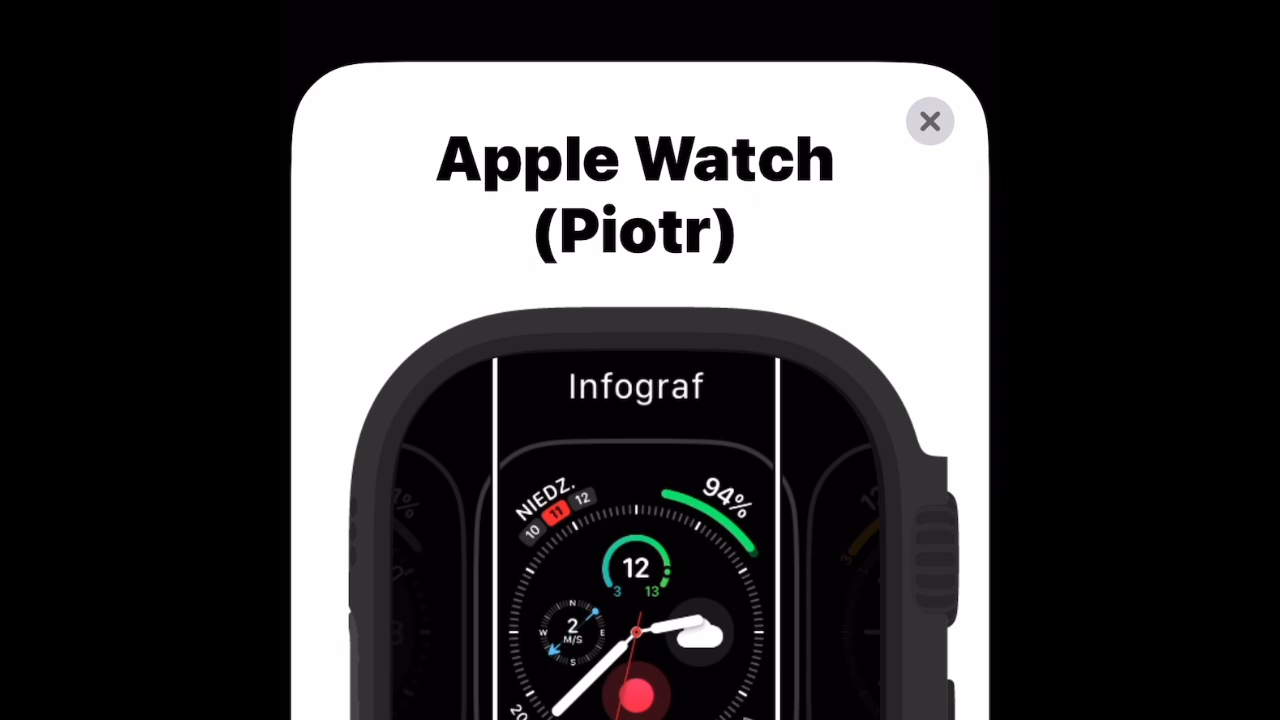 Apple Watch
(Piotr)
Infograf
NIEDZ.
10 11 12
94%
12
3 13
N
W 2 E
M/S
S